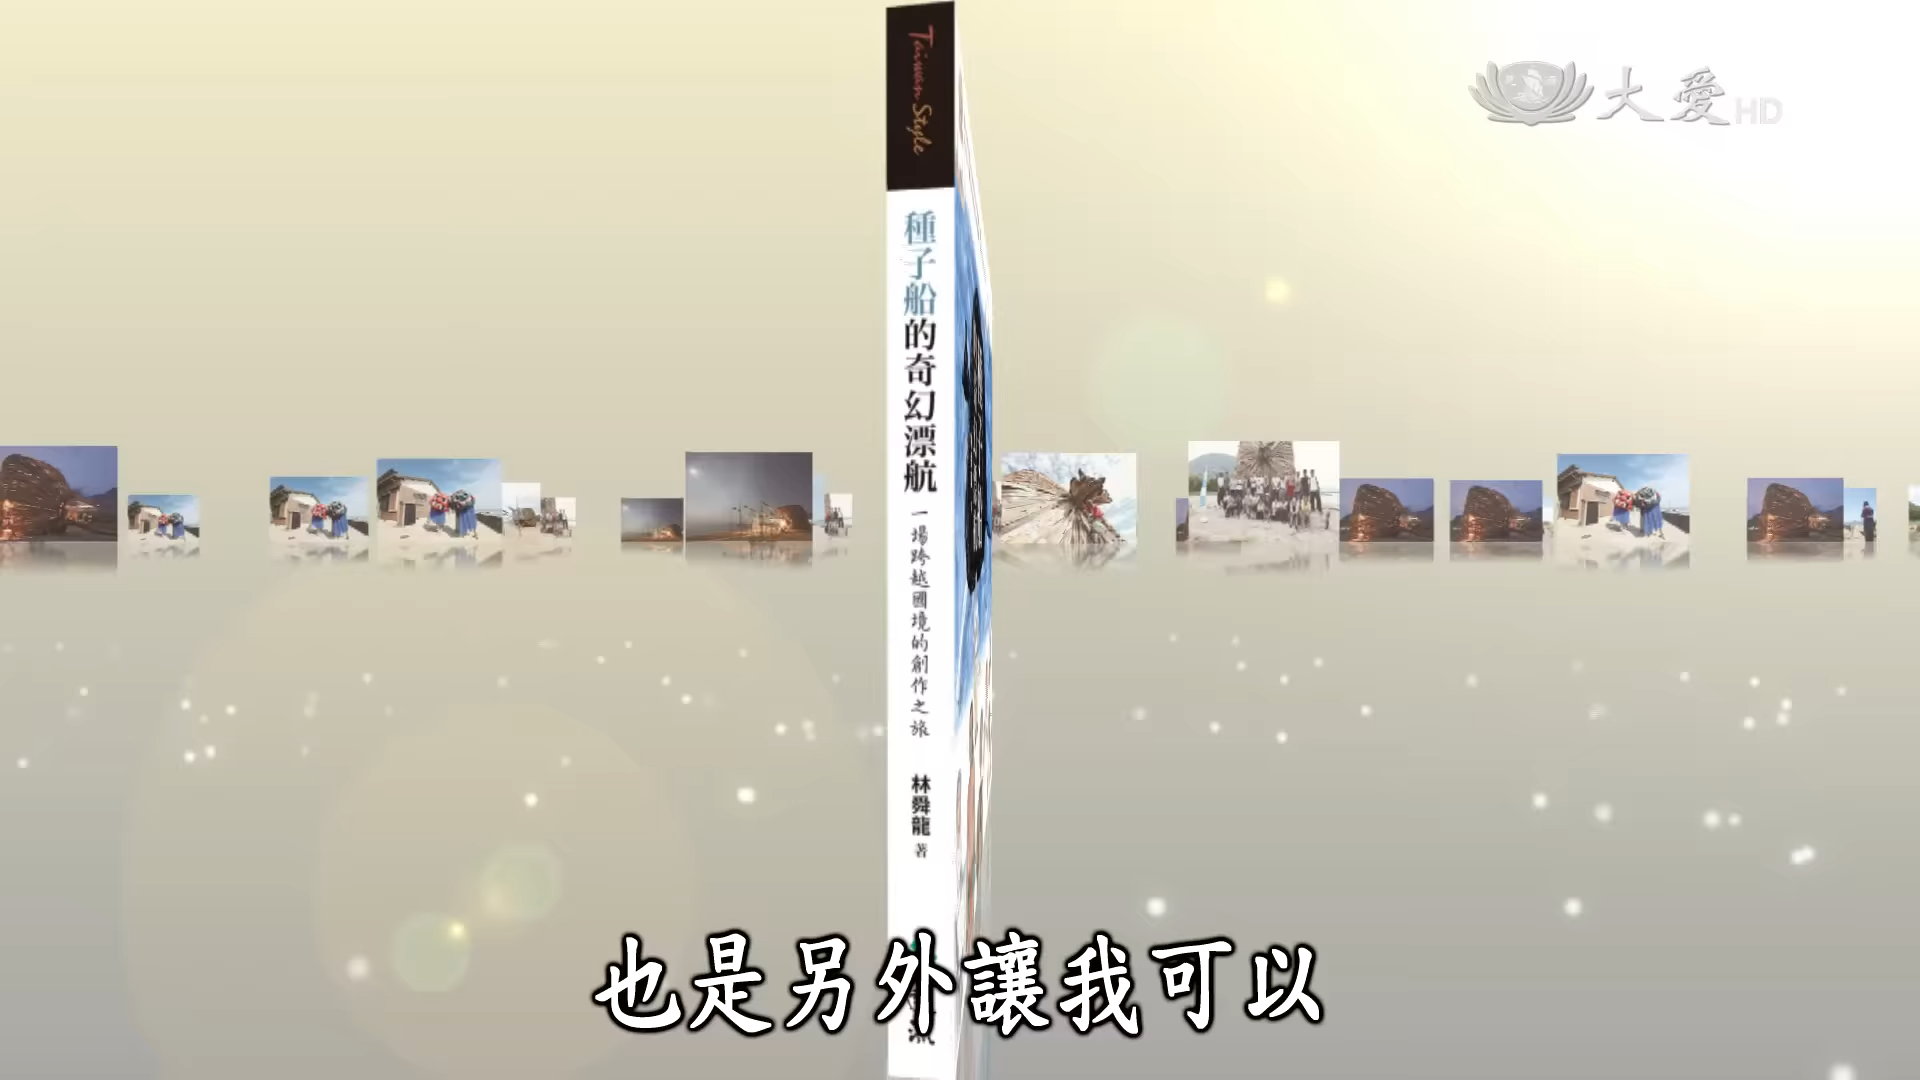 大愛HD
Taiwan Style
種子船的奇幻漂航
一場跨越國境的創作之旅
林舜龍 著
也是另外讓我可以